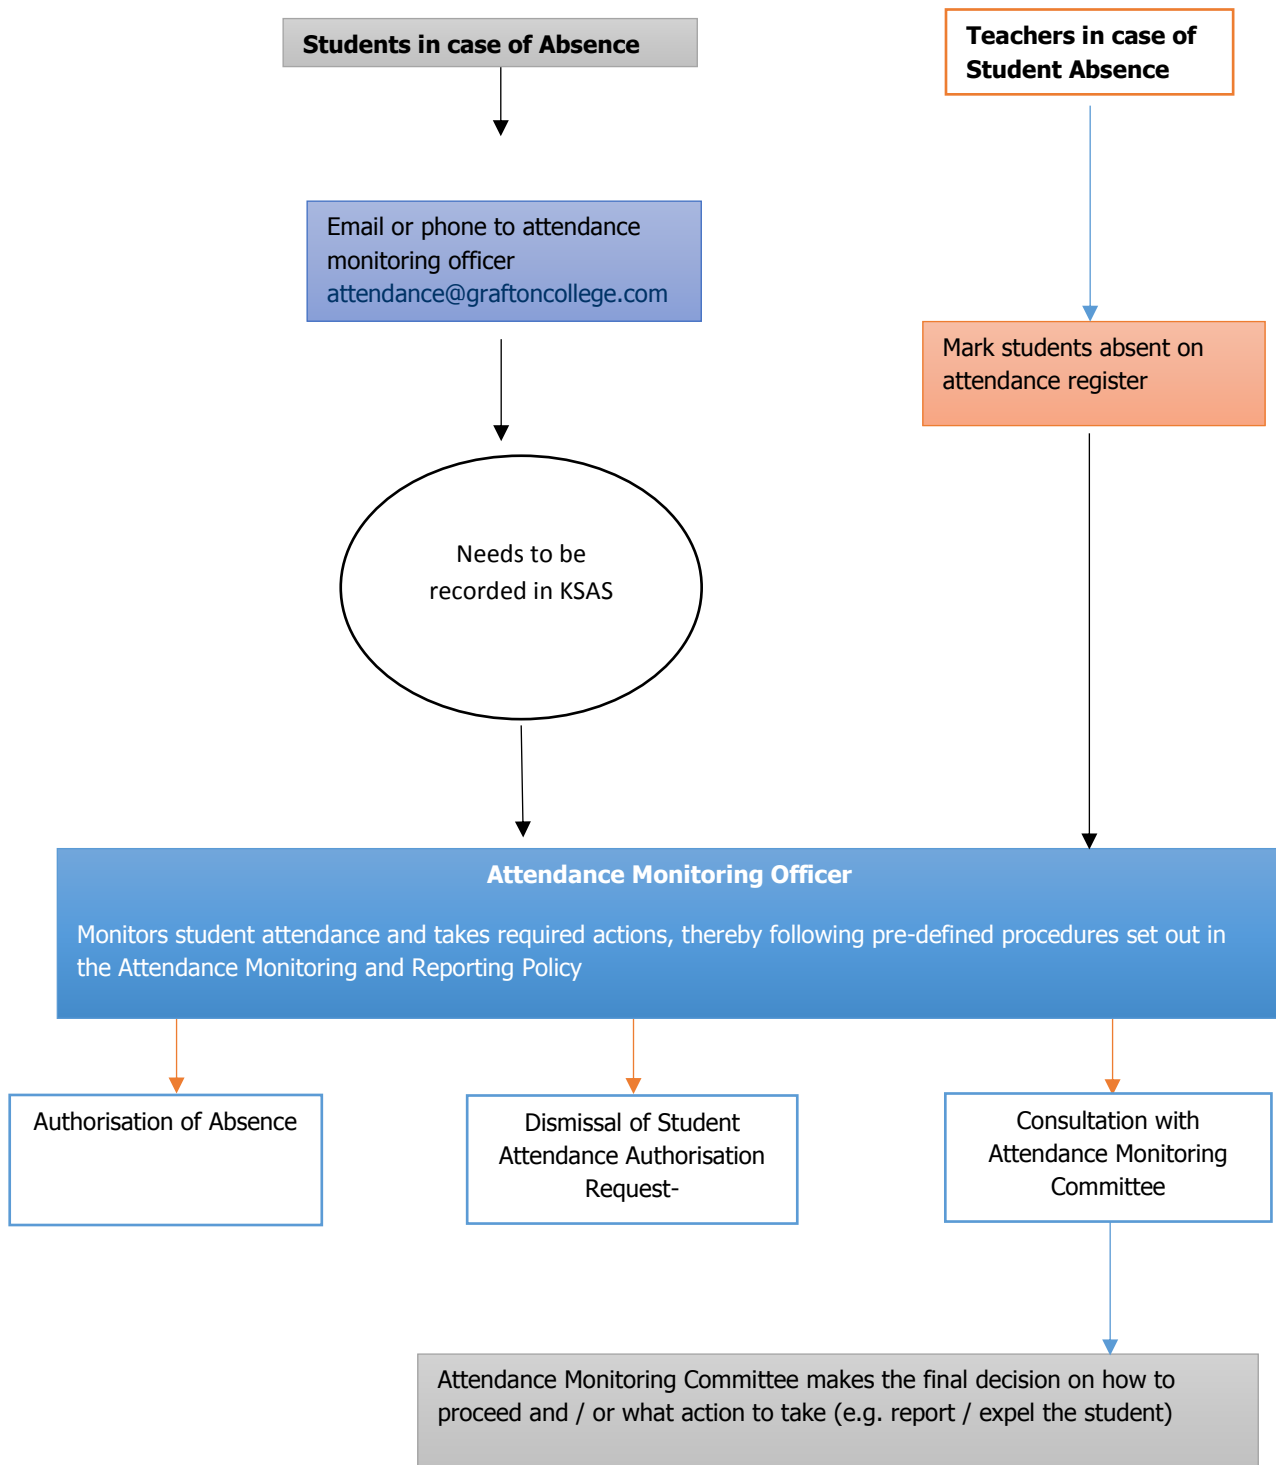 Students in case of Absence
Teachers in case of
Student Absence
Email or phone to attendance
monitoring officer
attendance@graftoncollege.com
Mark students absent on
attendance register
Needs to be
recorded in KSAS
Attendance Monitoring Officer
Monitors student attendance and takes required actions, thereby following pre-defined procedures set out in
the Attendance Monitoring and Reporting Policy
Authorisation of Absence
Dismissal of Student
Attendance Authorisation
Request-
Consultation with
Attendance Monitoring
Committee
Attendance Monitoring Committee makes the final decision on how to
proceed and / or what action to take (e.g. report / expel the student)